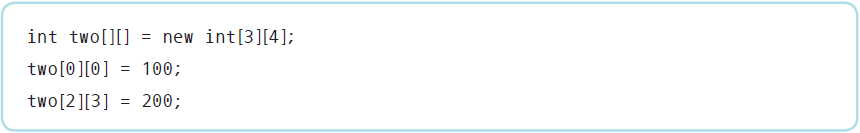 int two[][] = new int[3][4];
two[0][0] = 100;
two[2][3] = 200;